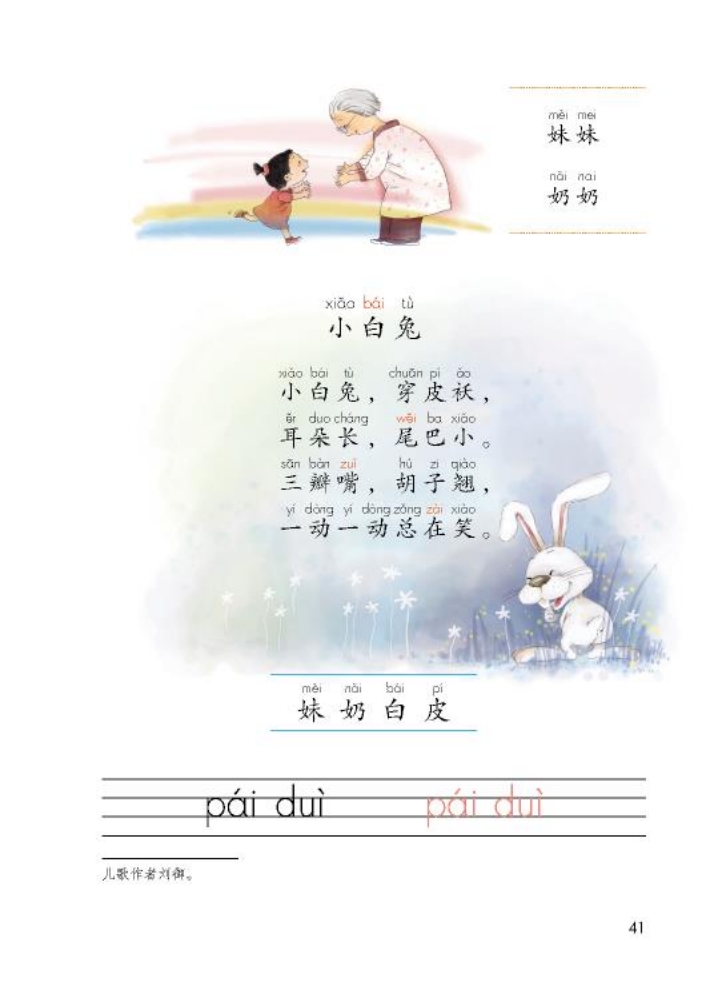 mèi mei
妹妹
nǎi nai
奶奶
xiǎo bái tù
小白兔
xiǎo bái tù chuān pí ǎo
小白兔，穿皮袄，
ěr duo cháng wěi ba xiǎo
耳朵长，尾巴小。
sān bàn zuǐ hú zi qiào
三瓣嘴，胡子翘，
yí dòng yí dòng zǒng zài xiào
一动一动总在笑。
mèi nǎi bái pí
妹奶白皮
pái duì pái duì
儿歌作者刘御。
41